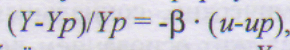 (Y-Yp)/Yp = -β · (u-up),